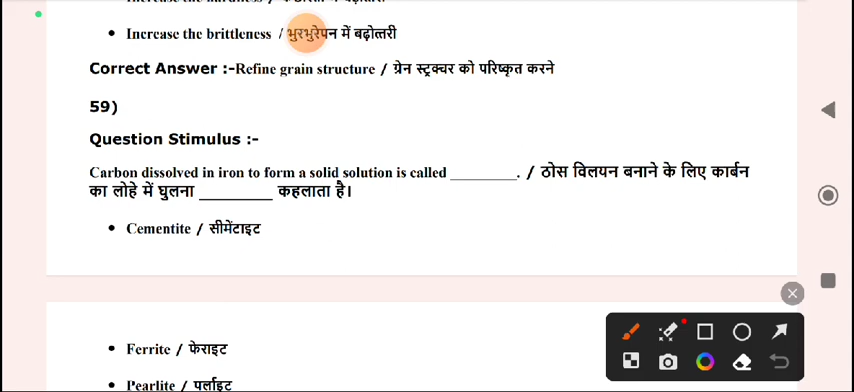 • Increase the brittleness / भुरभुरेपन में बढ़ोत्तरी
Correct Answer :-Refine grain structure / ग्रेन स्ट्रक्चर को परिष्कृत करने
59)
Question Stimulus :-
Carbon dissolved in iron to form a solid solution is called ________. / ठोस विलयन बनाने के लिए कार्बन
का लोहे में घुलना _________ कहलाता है।
• Cementite / सीमेंटाइट
• Ferrite / फेराइट
• Pearlite / पर्लाइट